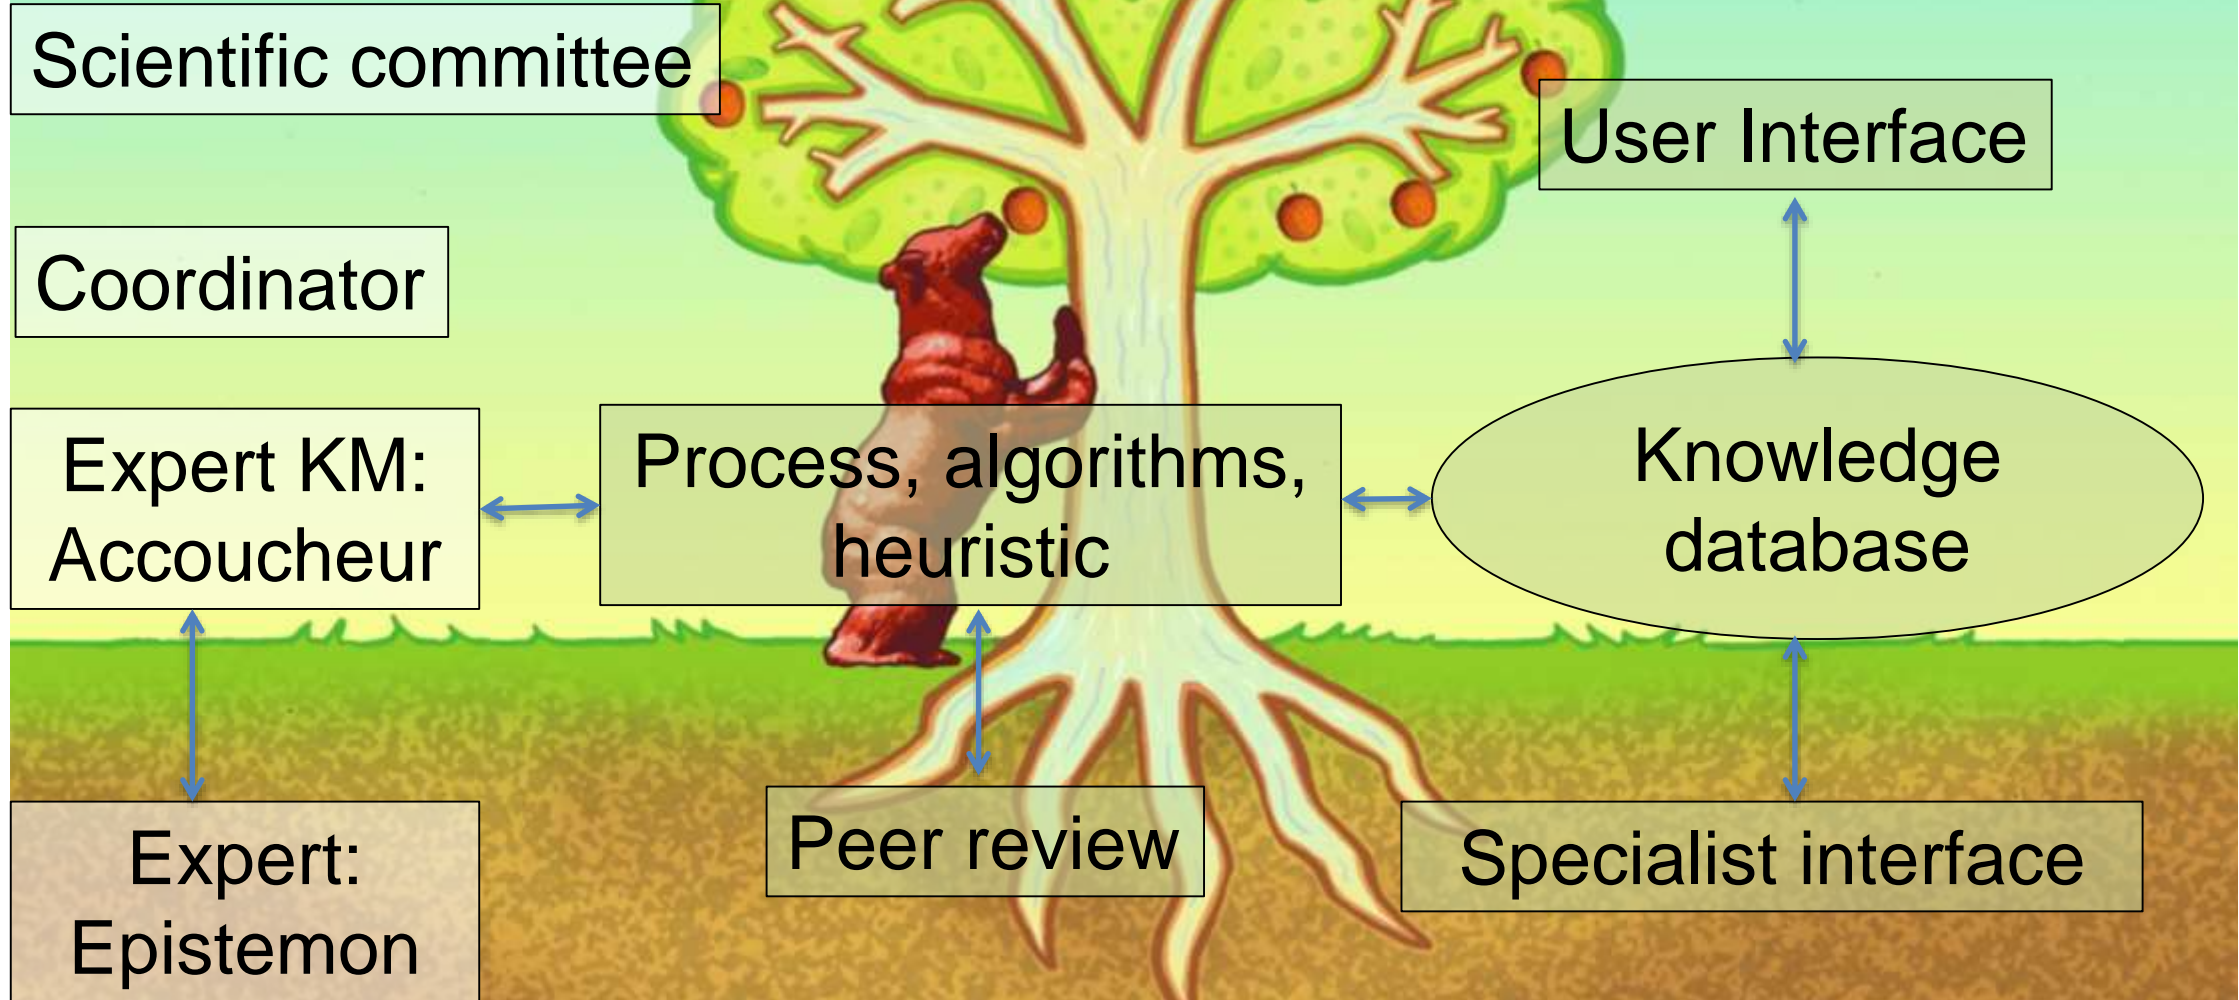 Scientific committee
User Interface
Coordinator
Expert KM:
Accoucheur
Process, algorithms,
heuristic
Knowledge
database
Expert:
Epistemon
Peer review
Specialist interface